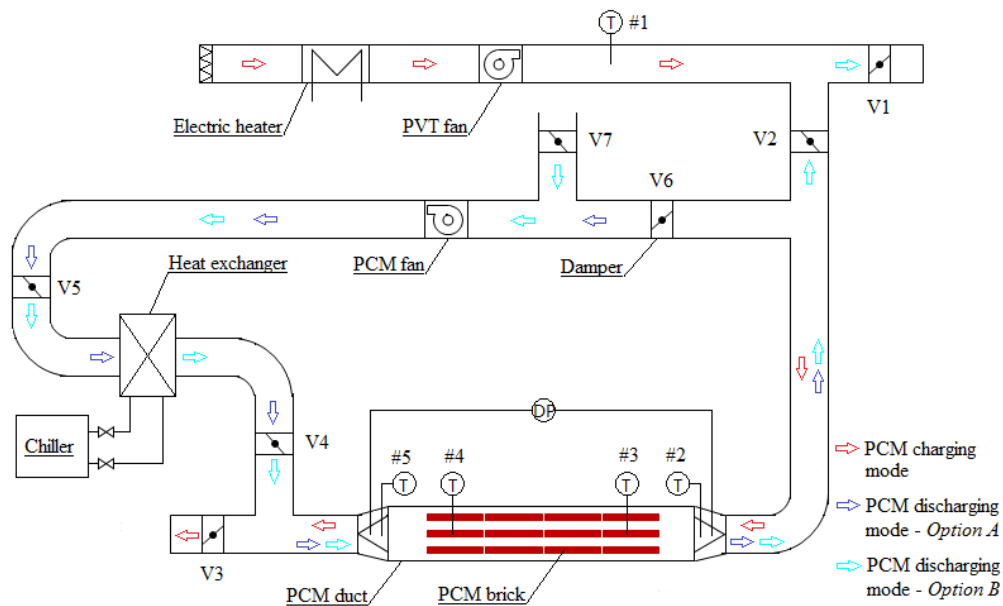 T #1
Electric heater
PVT fan
V1
V2
V7
V6
PCM fan
Damper
Heat exchanger
V5
Chiller
V4
DP
#5
#4
#3
#2
T
T
T
T
V3
PCM duct
PCM brick
PCM charging
mode
PCM discharging
mode - Option A
PCM discharging
mode - Option B